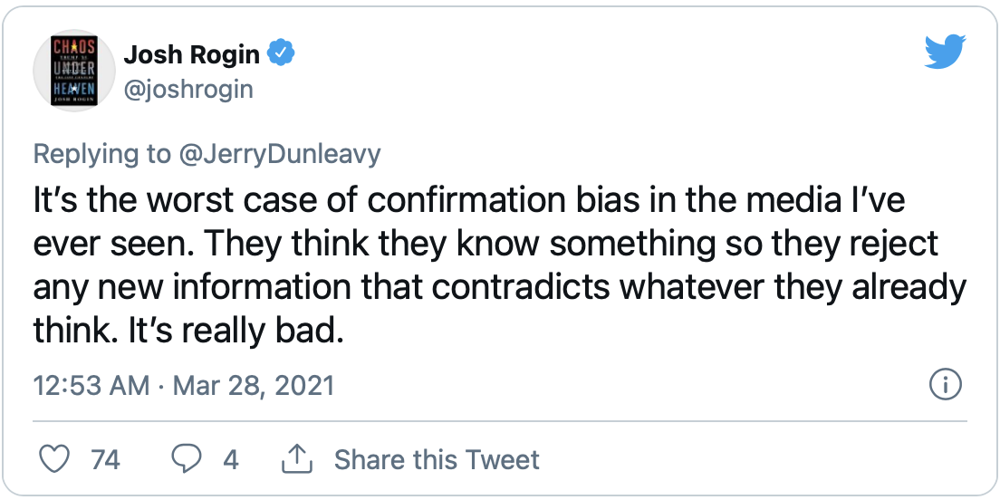 CHAOS
UNDER
HEAVEN
JOSH ROGIN
Josh Rogin
@joshrogin
Replying to @JerryDunleavy
It’s the worst case of confirmation bias in the media I’ve
ever seen. They think they know something so they reject
any new information that contradicts whatever they already
think. It’s really bad.
12:53 AM · Mar 28, 2021
74 4 Share this Tweet